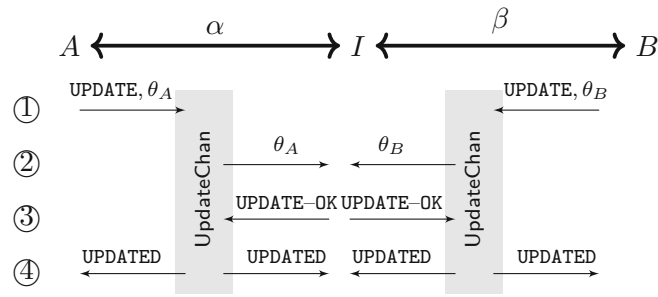 α β
A I B
① UPDATE, θ_A UPDATE, θ_B
② θ_A θ_B
UpdateChan UpdateChan
③ UPDATE–OK UPDATE–OK
④ UPDATED UPDATED UPDATED UPDATED